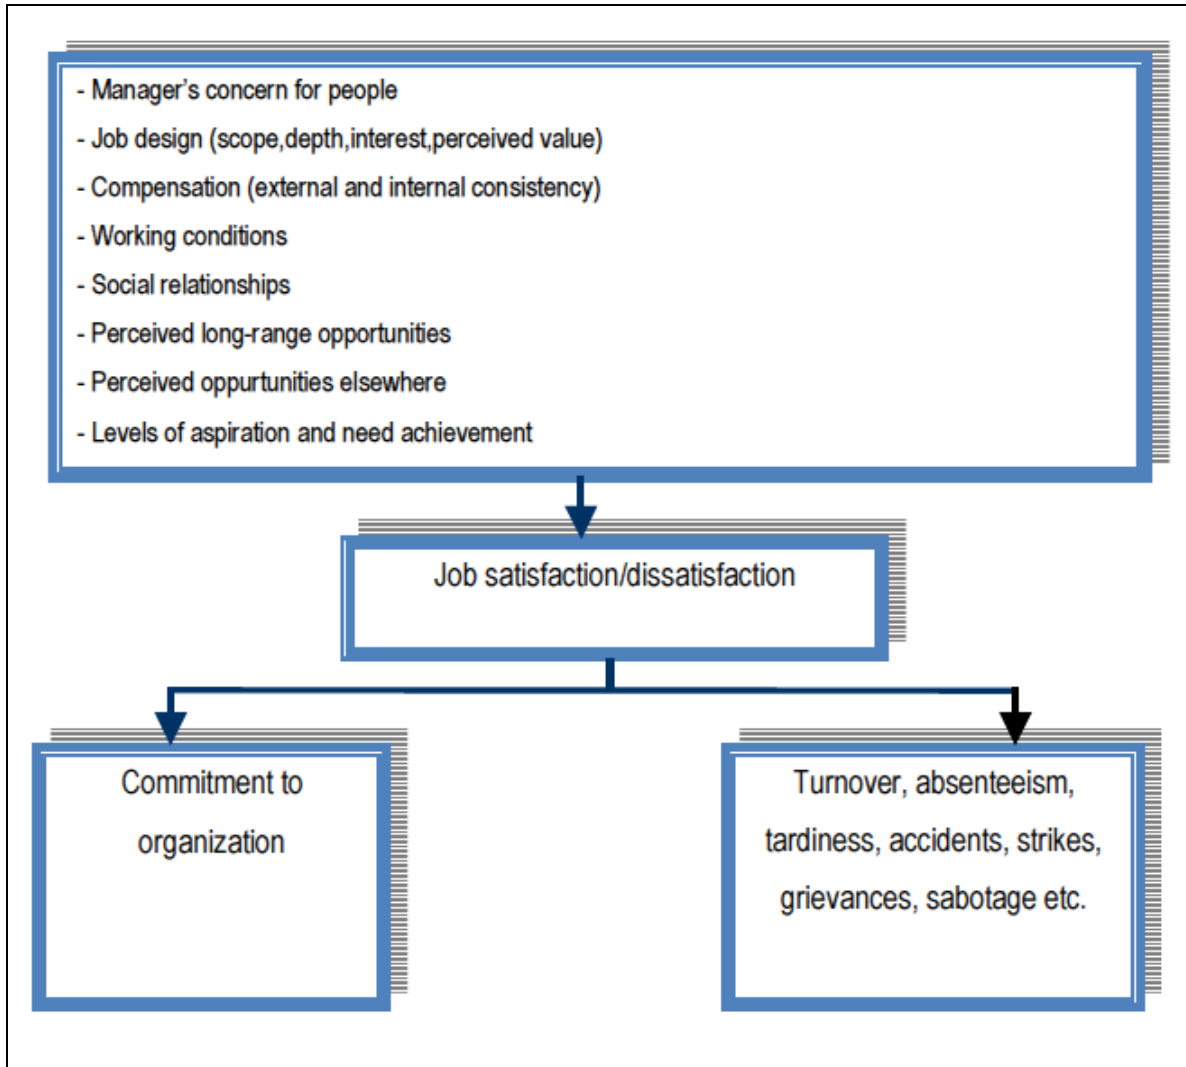 - Manager’s concern for people
- Job design (scope,depth,interest,perceived value)
- Compensation (external and internal consistency)
- Working conditions
- Social relationships
- Perceived long-range opportunities
- Perceived oppurtunities elsewhere
- Levels of aspiration and need achievement
Job satisfaction/dissatisfaction
Commitment to
organization
Turnover, absenteeism,
tardiness, accidents, strikes,
grievances, sabotage etc.